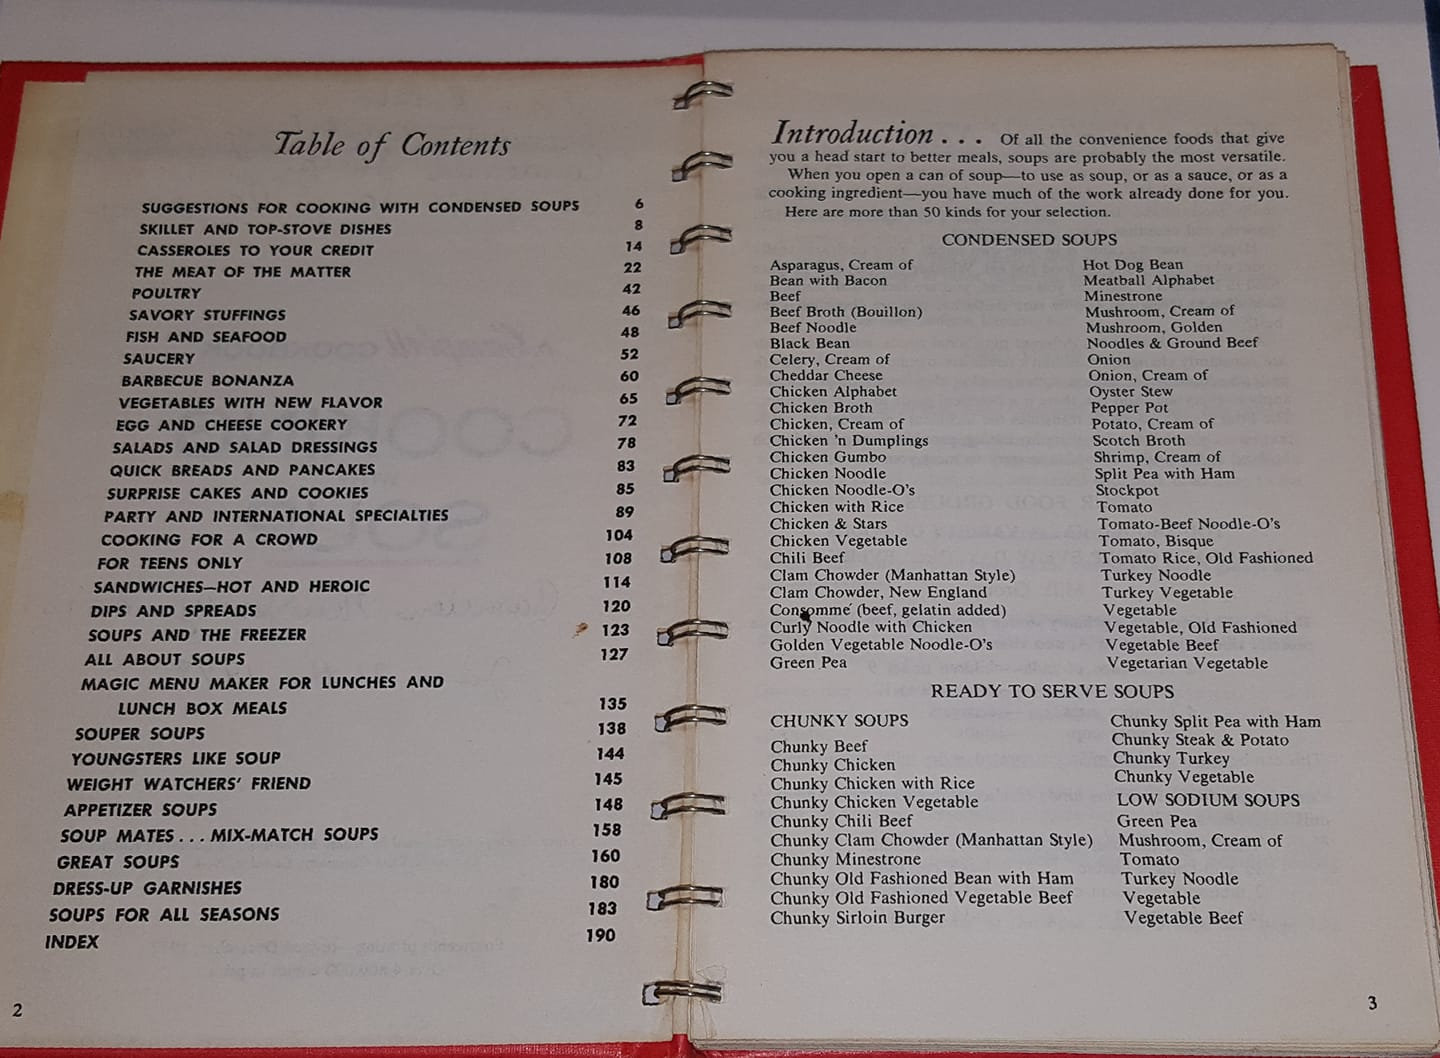 Table of Contents
SUGGESTIONS FOR COOKING WITH CONDENSED SOUPS 6
SKILLET AND TOP-STOVE DISHES 8
CASSEROLES TO YOUR CREDIT 14
THE MEAT OF THE MATTER 22
POULTRY 42
SAVORY STUFFINGS 46
FISH AND SEAFOOD 48
SAUCERY 52
BARBECUE BONANZA 60
VEGETABLES WITH NEW FLAVOR 65
EGG AND CHEESE COOKERY 72
SALADS AND SALAD DRESSINGS 78
QUICK BREADS AND PANCAKES 83
SURPRISE CAKES AND COOKIES 85
PARTY AND INTERNATIONAL SPECIALTIES 89
COOKING FOR A CROWD 104
FOR TEENS ONLY 108
SANDWICHES—HOT AND HEROIC 114
DIPS AND SPREADS 120
SOUPS AND THE FREEZER 123
ALL ABOUT SOUPS 127
MAGIC MENU MAKER FOR LUNCHES AND
LUNCH BOX MEALS 135
SOUPER SOUPS 138
YOUNGSTERS LIKE SOUP 144
WEIGHT WATCHERS' FRIEND 145
APPETIZER SOUPS 148
SOUP MATES . . . MIX-MATCH SOUPS 158
GREAT SOUPS 160
DRESS-UP GARNISHES 180
SOUPS FOR ALL SEASONS 183
INDEX 190
2
Introduction . . . Of all the convenience foods that give
you a head start to better meals, soups are probably the most versatile.
When you open a can of soup—to use as soup, or as a sauce, or as a
cooking ingredient—you have much of the work already done for you.
Here are more than 50 kinds for your selection.
CONDENSED SOUPS
Asparagus, Cream of
Bean with Bacon
Beef
Beef Broth (Bouillon)
Beef Noodle
Black Bean
Celery, Cream of
Cheddar Cheese
Chicken Alphabet
Chicken Broth
Chicken, Cream of
Chicken 'n Dumplings
Chicken Gumbo
Chicken Noodle
Chicken Noodle-O's
Chicken with Rice
Chicken & Stars
Chicken Vegetable
Chili Beef
Clam Chowder (Manhattan Style)
Clam Chowder, New England
Consommé (beef, gelatin added)
Curly Noodle with Chicken
Golden Vegetable Noodle-O's
Green Pea
Hot Dog Bean
Meatball Alphabet
Minestrone
Mushroom, Cream of
Mushroom, Golden
Noodles & Ground Beef
Onion
Onion, Cream of
Oyster Stew
Pepper Pot
Potato, Cream of
Scotch Broth
Shrimp, Cream of
Split Pea with Ham
Stockpot
Tomato
Tomato-Beef Noodle-O's
Tomato, Bisque
Tomato Rice, Old Fashioned
Turkey Noodle
Turkey Vegetable
Vegetable
Vegetable, Old Fashioned
Vegetable Beef
Vegetarian Vegetable
READY TO SERVE SOUPS
CHUNKY SOUPS
Chunky Beef
Chunky Chicken
Chunky Chicken with Rice
Chunky Chicken Vegetable
Chunky Chili Beef
Chunky Clam Chowder (Manhattan Style)
Chunky Minestrone
Chunky Old Fashioned Bean with Ham
Chunky Old Fashioned Vegetable Beef
Chunky Sirloin Burger
Chunky Split Pea with Ham
Chunky Steak & Potato
Chunky Turkey
Chunky Vegetable
LOW SODIUM SOUPS
Green Pea
Mushroom, Cream of
Tomato
Turkey Noodle
Vegetable
Vegetable Beef
3